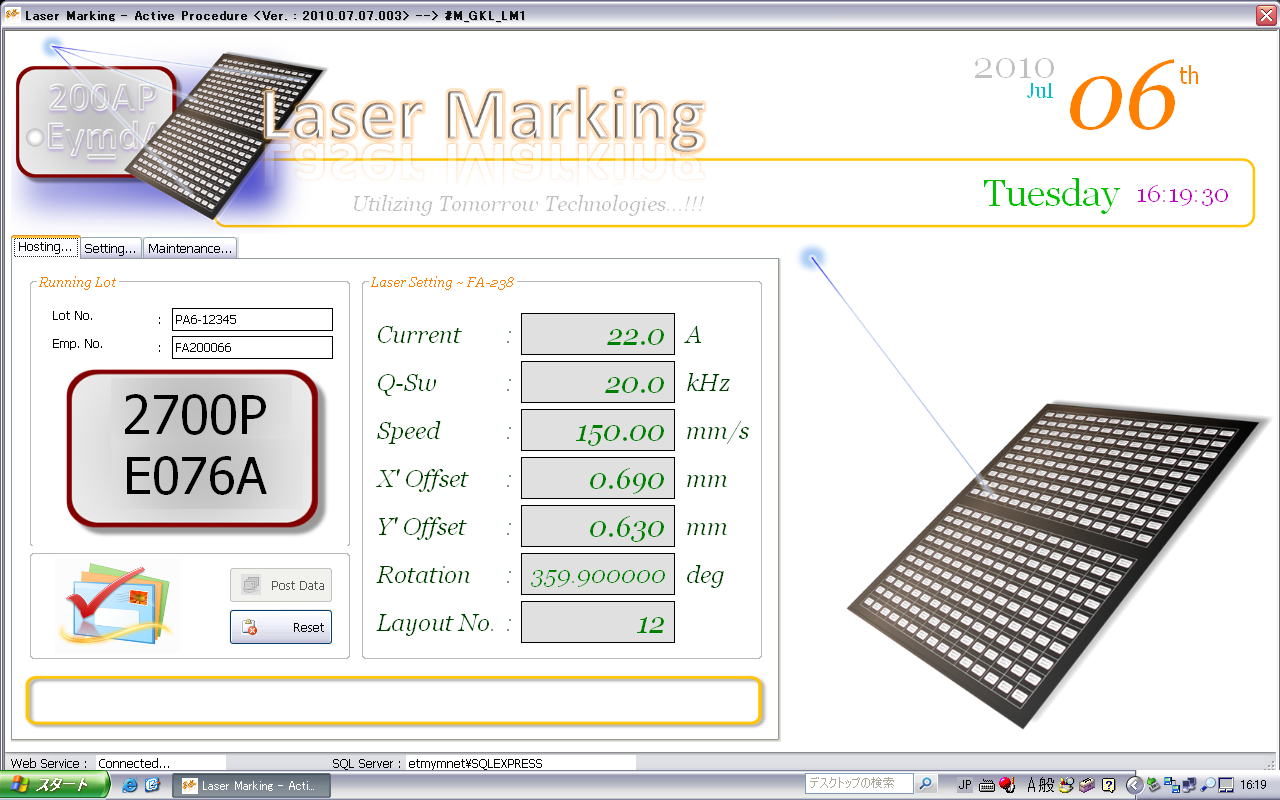 Laser Marking - Active Procedure <Ver. : 2010.07.07.003> --> #M_GKL_LM1
200AP
Laser Marking
Utilizing Tomorrow Technologies...!!!
2010
Jul
06th
Tuesday 16:19:30
Hosting... Setting... Maintenance...
Running Lot
Lot No. : PA6-12345
Emp. No. : FA200066
2700P
E076A
Post Data
Reset
Laser Setting ~ FA-238
Current : 22.0 A
Q-Sw : 20.0 kHz
Speed : 150.00 mm/s
X' Offset : 0.690 mm
Y' Offset : 0.630 mm
Rotation : 359.900000 deg
Layout No. : 12
Web Service : Connected... SQL Server : etmymnet¥SQLEXPRESS
スタート Laser Marking - Acti... デスクトップの検索 JP A 般 16:19